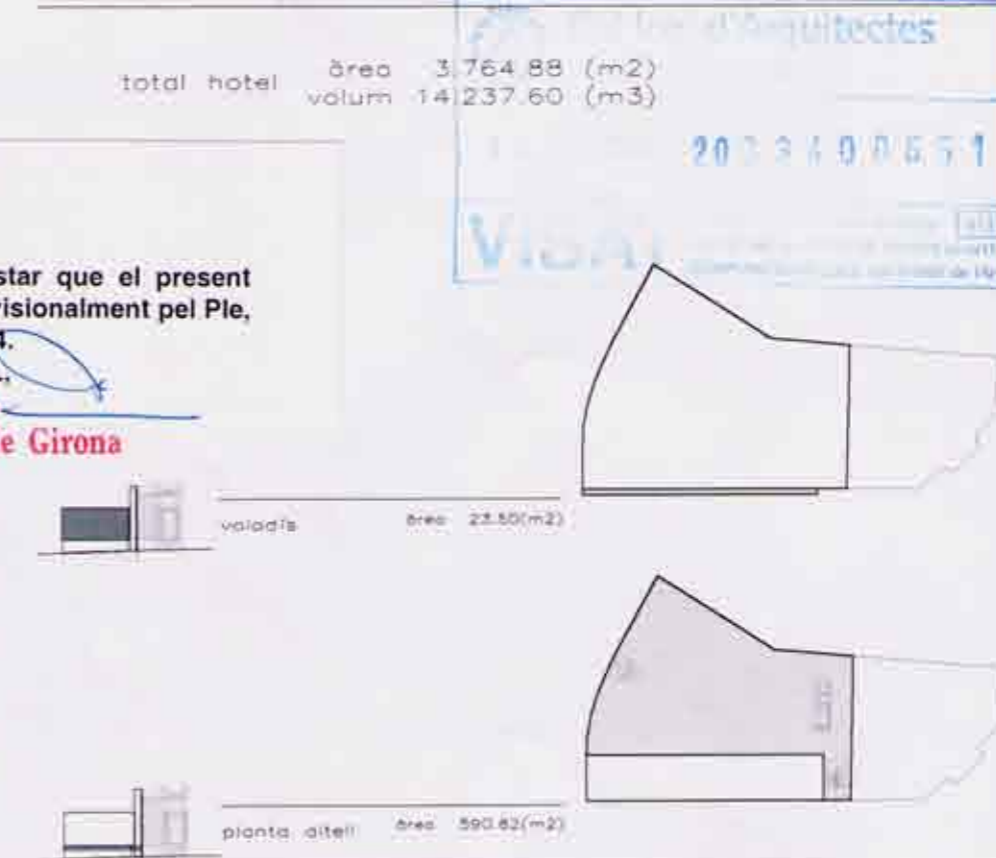 d'Arquitectes
total hotel àrea 3.764.88 (m2)
volum 14.237.60 (m3)
VISAT
star que el present
visionalment pel Ple,
4.
e Girona
voladís àrea 23.50(m2)
planta altell àrea 590.82(m2)